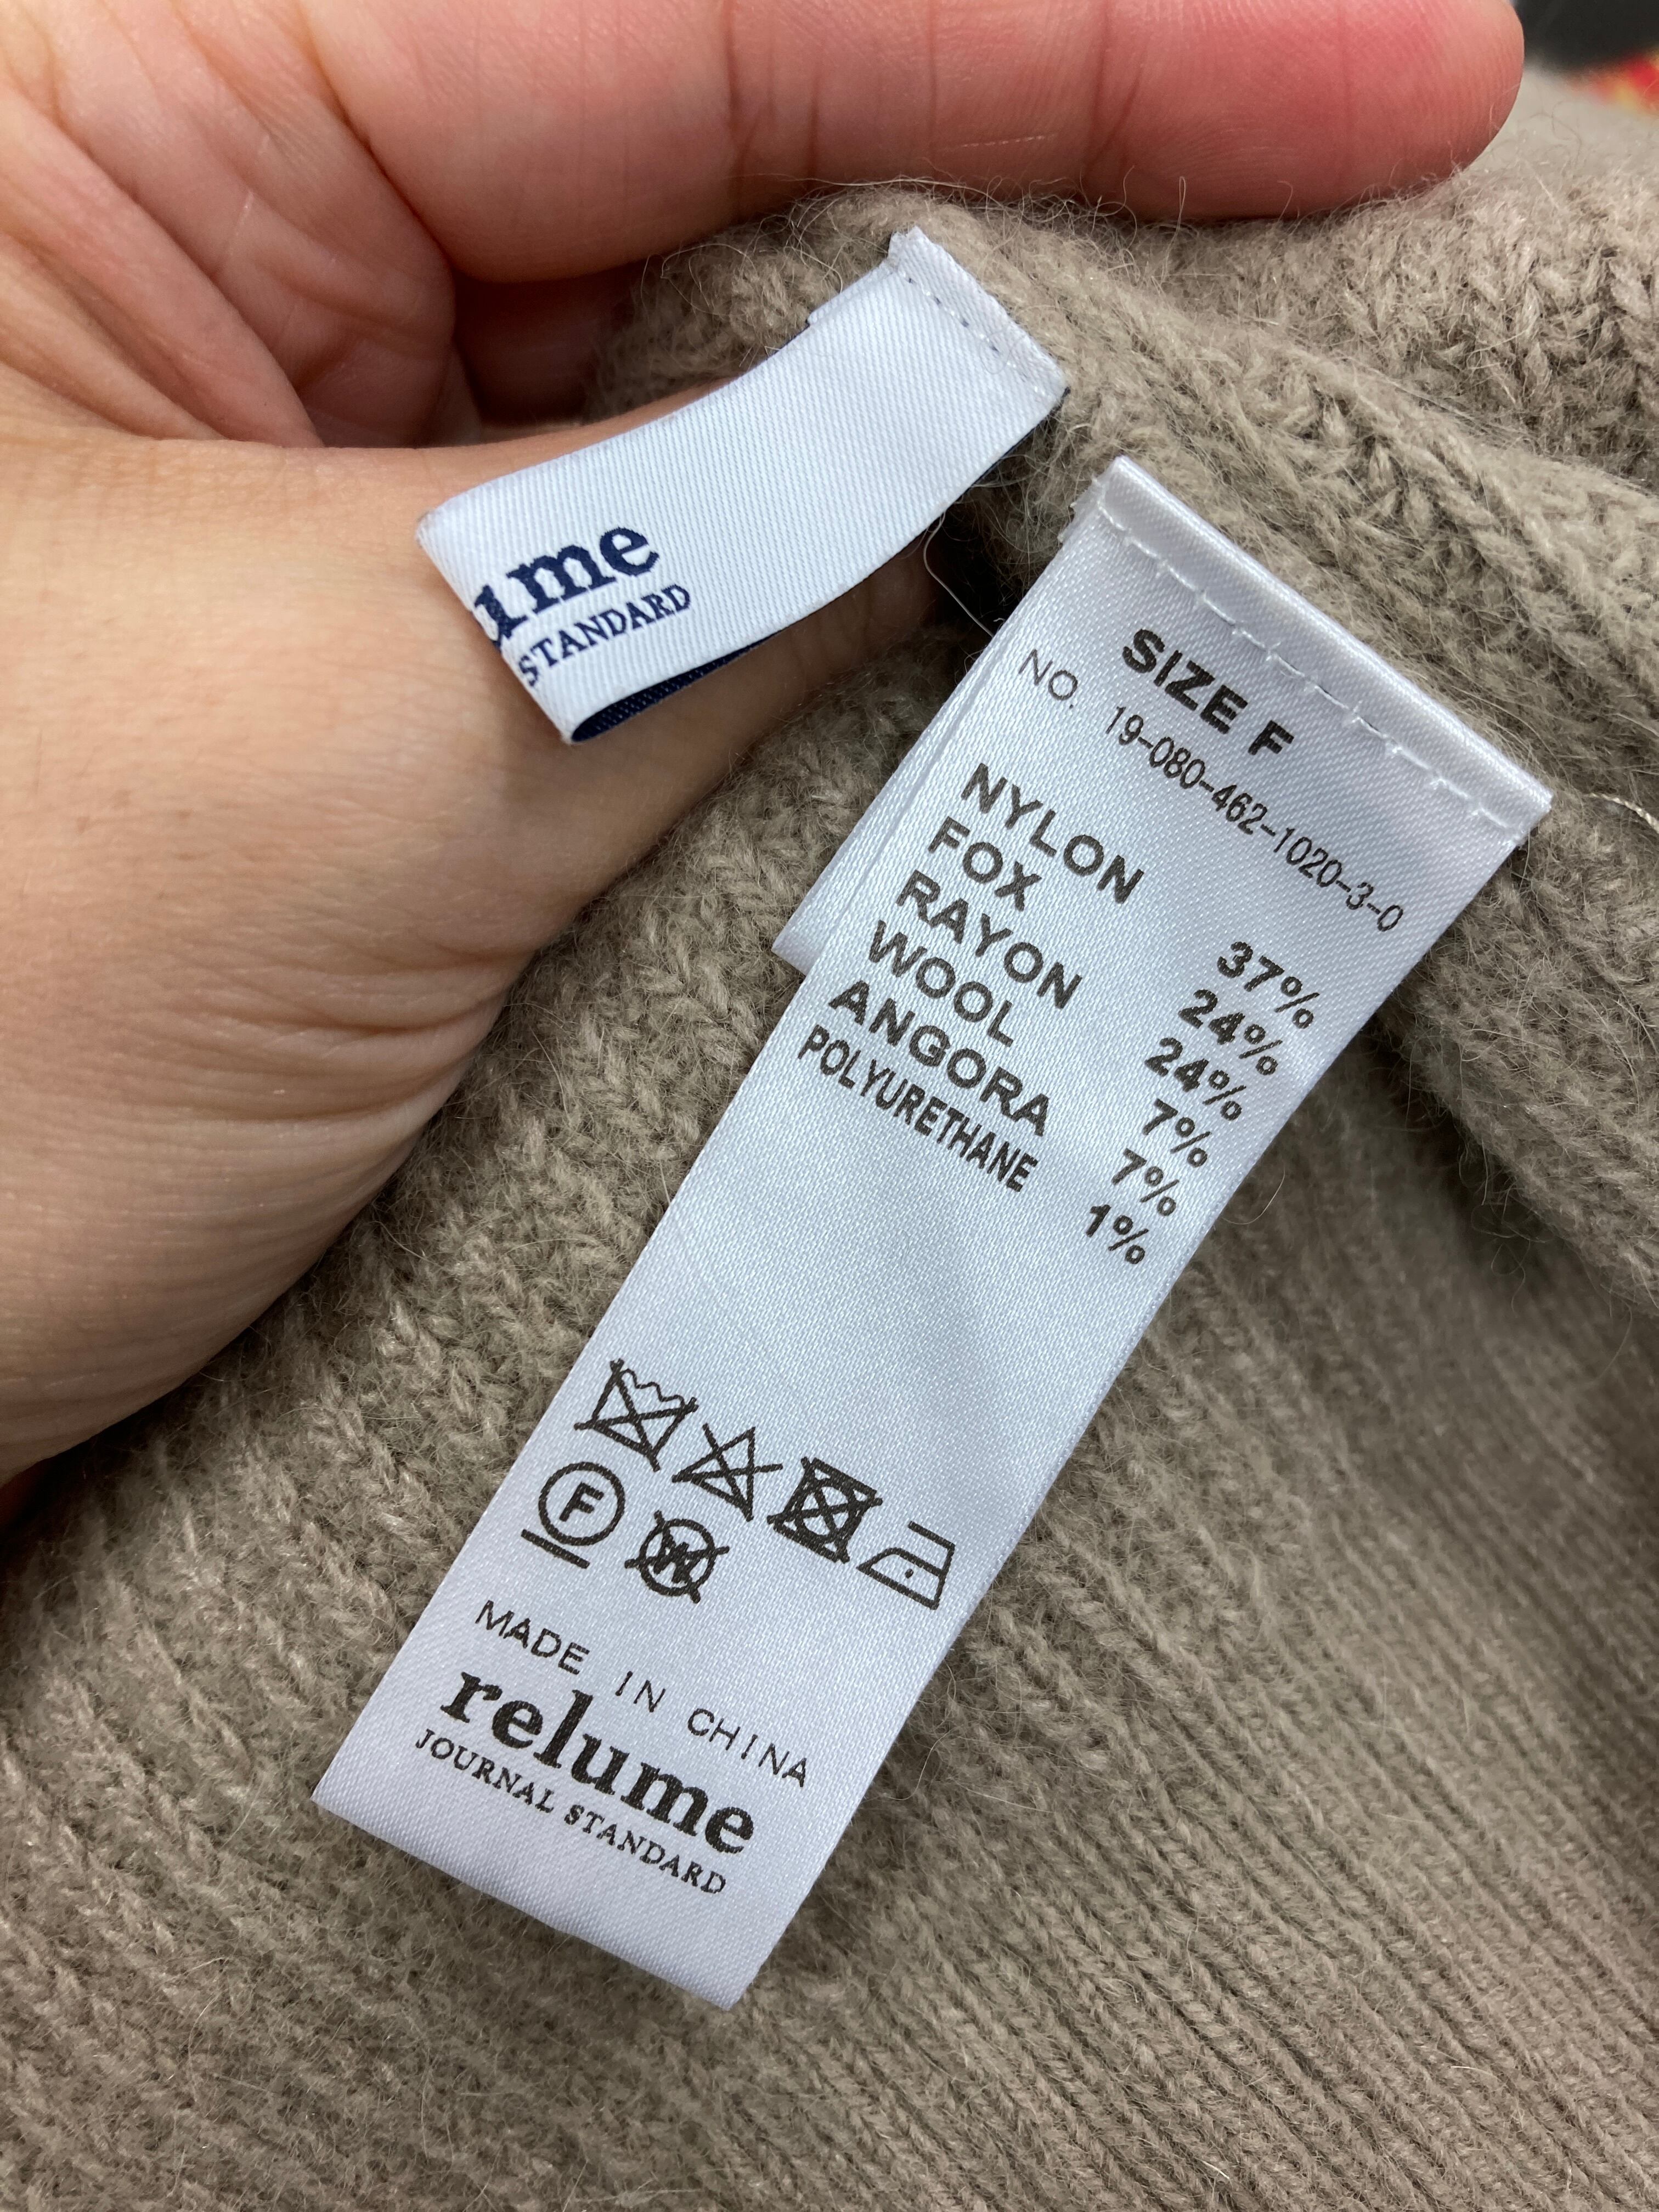 ume
STANDARD
SIZE F
NO. 19-080-462-1020-3-0
NYLON 37%
FOX 24%
RAYON 24%
WOOL 7%
ANGORA 7%
POLYURETHANE 1%
F
W
MADE IN CHINA
relume
JOURNAL STANDARD